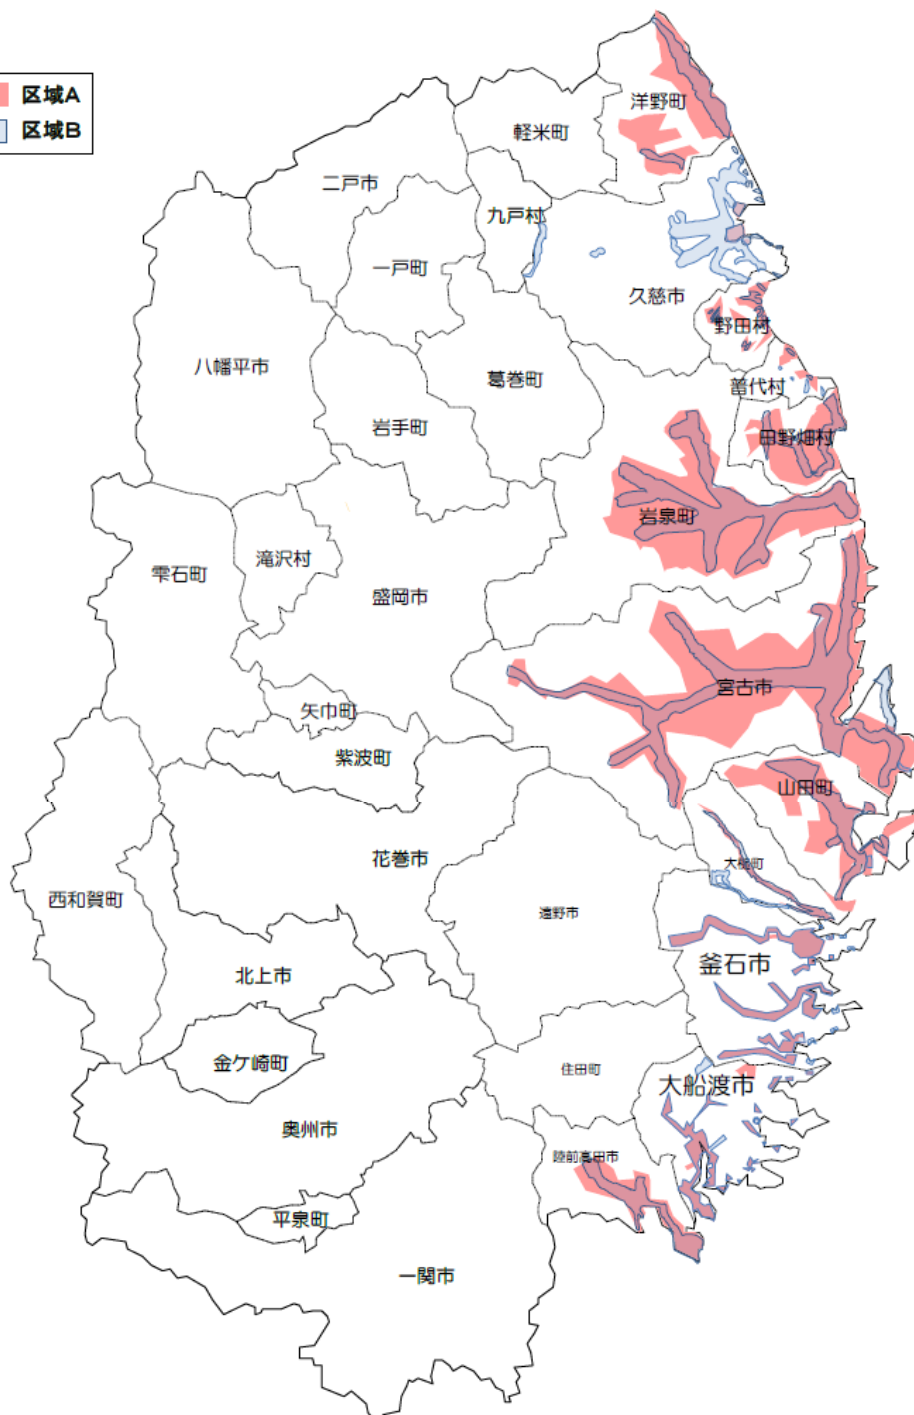 区域A
区域B
洋野町
軽米町
二戸市
九戸村
一戸町
久慈市
野田村
八幡平市
葛巻町
普代村
岩手町
田野畑村
岩泉町
雫石町
滝沢村
盛岡市
宮古市
矢巾町
紫波町
山田町
花巻市
大槌町
西和賀町
遠野市
釜石市
北上市
金ケ崎町
住田町
大船渡市
奥州市
陸前高田市
平泉町
一関市